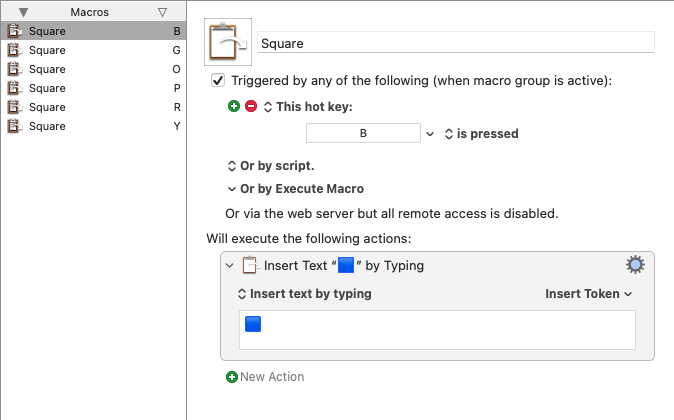 Macros
Square B
Square G
Square O
Square P
Square R
Square Y
Square
Triggered by any of the following (when macro group is active):
This hot key:
B is pressed
Or by script.
Or by Execute Macro
Or via the web server but all remote access is disabled.
Will execute the following actions:
Insert Text “🟦” by Typing
Insert text by typing Insert Token
🟦
New Action